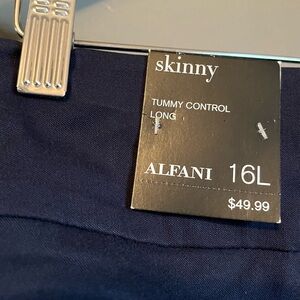 skinny
TUMMY CONTROL
LONG
ALFANI 16L
$49.99